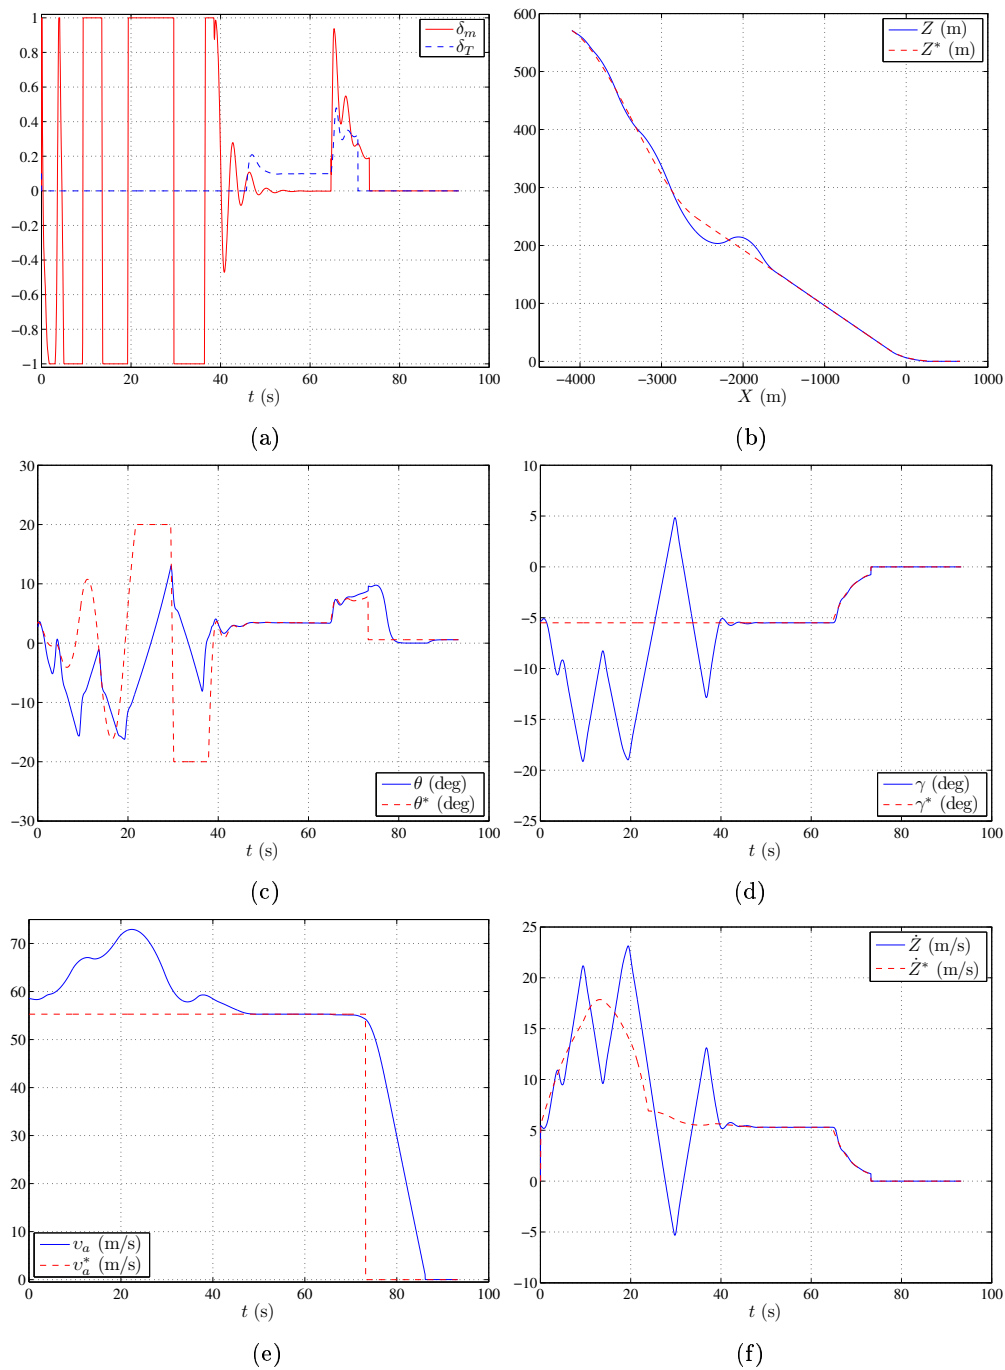 1
0.8
0.6
0.4
0.2
0
−0.2
−0.4
−0.6
−0.8
−1
0 20 40 60 80 100
t (s)
δ_m
δ_T
(a)
600
500
400
300
200
100
0
−4000 −3000 −2000 −1000 0 1000
X (m)
Z (m)
Z* (m)
(b)
30
20
10
0
−10
−20
−30
0 20 40 60 80 100
t (s)
θ (deg)
θ* (deg)
(c)
10
5
0
−5
−10
−15
−20
−25
0 20 40 60 80 100
t (s)
γ (deg)
γ* (deg)
(d)
70
60
50
40
30
20
10
0
0 20 40 60 80 100
t (s)
v_a (m/s)
v_a* (m/s)
(e)
25
20
15
10
5
0
−5
−10
0 20 40 60 80 100
t (s)
Ż (m/s)
Ż* (m/s)
(f)